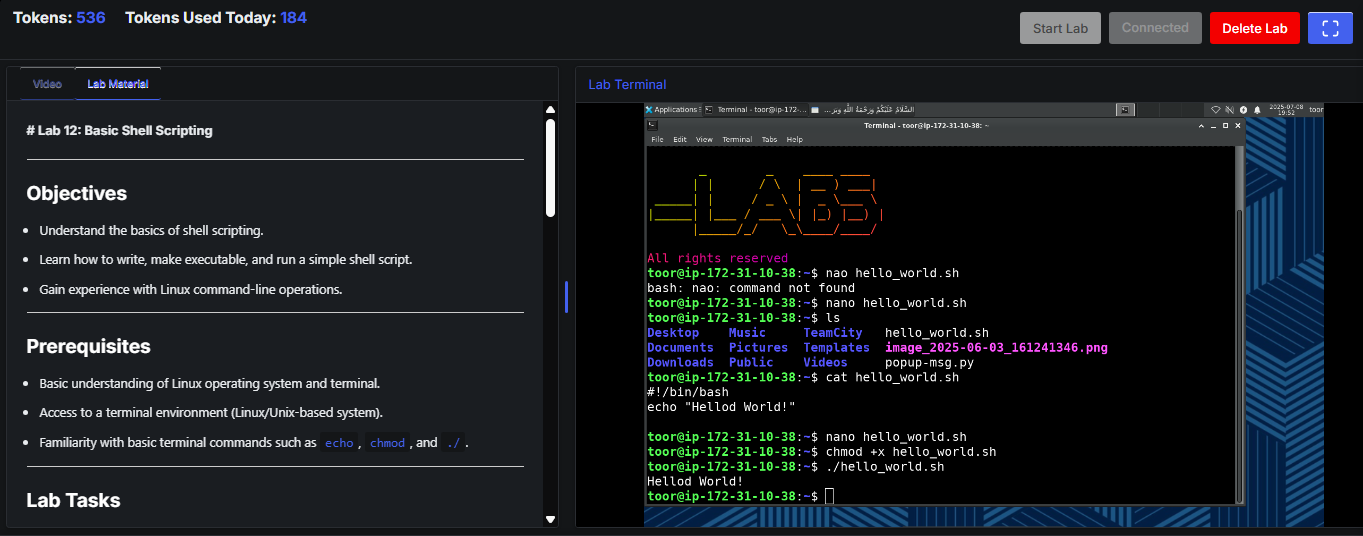 Tokens: 536 Tokens Used Today: 184
Start Lab
Connected
Delete Lab
Video
Lab Material
# Lab 12: Basic Shell Scripting
Objectives
Understand the basics of shell scripting.
Learn how to write, make executable, and run a simple shell script.
Gain experience with Linux command-line operations.
Prerequisites
Basic understanding of Linux operating system and terminal.
Access to a terminal environment (Linux/Unix-based system).
Familiarity with basic terminal commands such as echo, chmod, and ./.
Lab Tasks
Lab Terminal
Applications
Terminal - toor@ip-172-...
السَّلَامُ عَلَيْكُمْ وَرَحْمَةُ اللَّهِ وَبَرَ...
2025-07-08
19:52
toor
Terminal - toor@ip-172-31-10-38: ~
File Edit View Terminal Tabs Help
LABS
All rights reserved
toor@ip-172-31-10-38:~$ nao hello_world.sh
bash: nao: command not found
toor@ip-172-31-10-38:~$ nano hello_world.sh
toor@ip-172-31-10-38:~$ ls
Desktop Music TeamCity hello_world.sh
Documents Pictures Templates image_2025-06-03_161241346.png
Downloads Public Videos popup-msg.py
toor@ip-172-31-10-38:~$ cat hello_world.sh
#!/bin/bash
echo "Hellod World!"
toor@ip-172-31-10-38:~$ nano hello_world.sh
toor@ip-172-31-10-38:~$ chmod +x hello_world.sh
toor@ip-172-31-10-38:~$ ./hello_world.sh
Hellod World!
toor@ip-172-31-10-38:~$